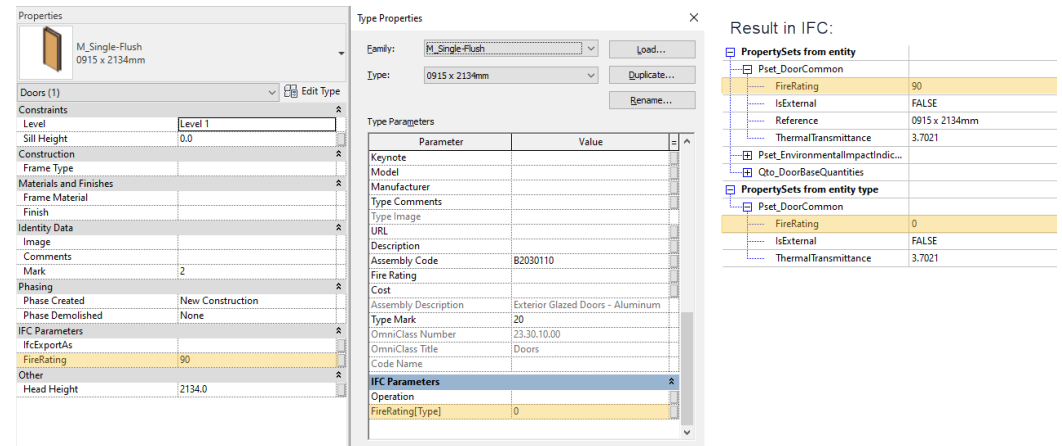 Properties
M_Single-Flush
0915 x 2134mm
Doors (1)
Edit Type
Constraints
Level Level 1
Sill Height 0.0
Construction
Frame Type
Materials and Finishes
Frame Material
Finish
Identity Data
Image
Comments
Mark 2
Phasing
Phase Created New Construction
Phase Demolished None
IFC Parameters
IfcExportAs
FireRating 90
Other
Head Height 2134.0
Type Properties
Family: M_Single-Flush Load...
Type: 0915 x 2134mm Duplicate...
Rename...
Type Parameters
Parameter Value =
Keynote
Model
Manufacturer
Type Comments
Type Image
URL
Description
Assembly Code B2030110
Fire Rating
Cost
Assembly Description Exterior Glazed Doors - Aluminum
Type Mark 20
OmniClass Number 23.30.10.00
OmniClass Title Doors
Code Name
IFC Parameters
Operation
FireRating[Type] 0
Result in IFC:
PropertySets from entity
Pset_DoorCommon
FireRating 90
IsExternal FALSE
Reference 0915 x 2134mm
ThermalTransmittance 3.7021
Pset_EnvironmentalImpactIndic...
Qto_DoorBaseQuantities
PropertySets from entity type
Pset_DoorCommon
FireRating 0
IsExternal FALSE
ThermalTransmittance 3.7021